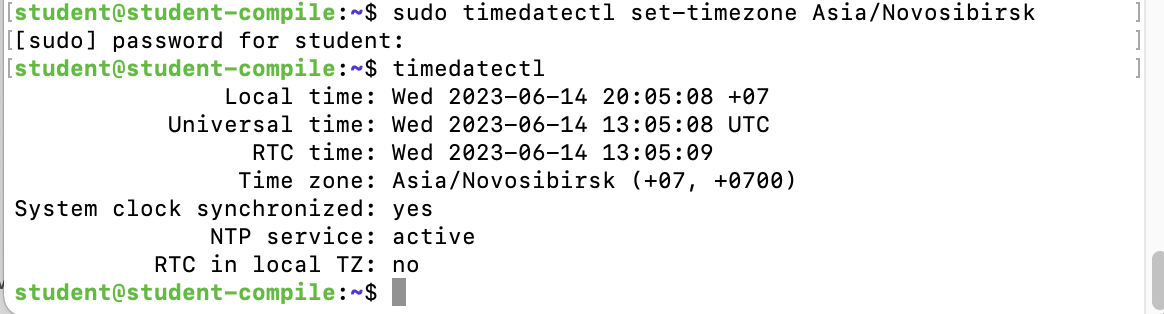 [student@student-compile:~$ sudo timedatectl set-timezone Asia/Novosibirsk ]
[[sudo] password for student: ]
[student@student-compile:~$ timedatectl ]
Local time: Wed 2023-06-14 20:05:08 +07
Universal time: Wed 2023-06-14 13:05:08 UTC
RTC time: Wed 2023-06-14 13:05:09
Time zone: Asia/Novosibirsk (+07, +0700)
System clock synchronized: yes
NTP service: active
RTC in local TZ: no
student@student-compile:~$